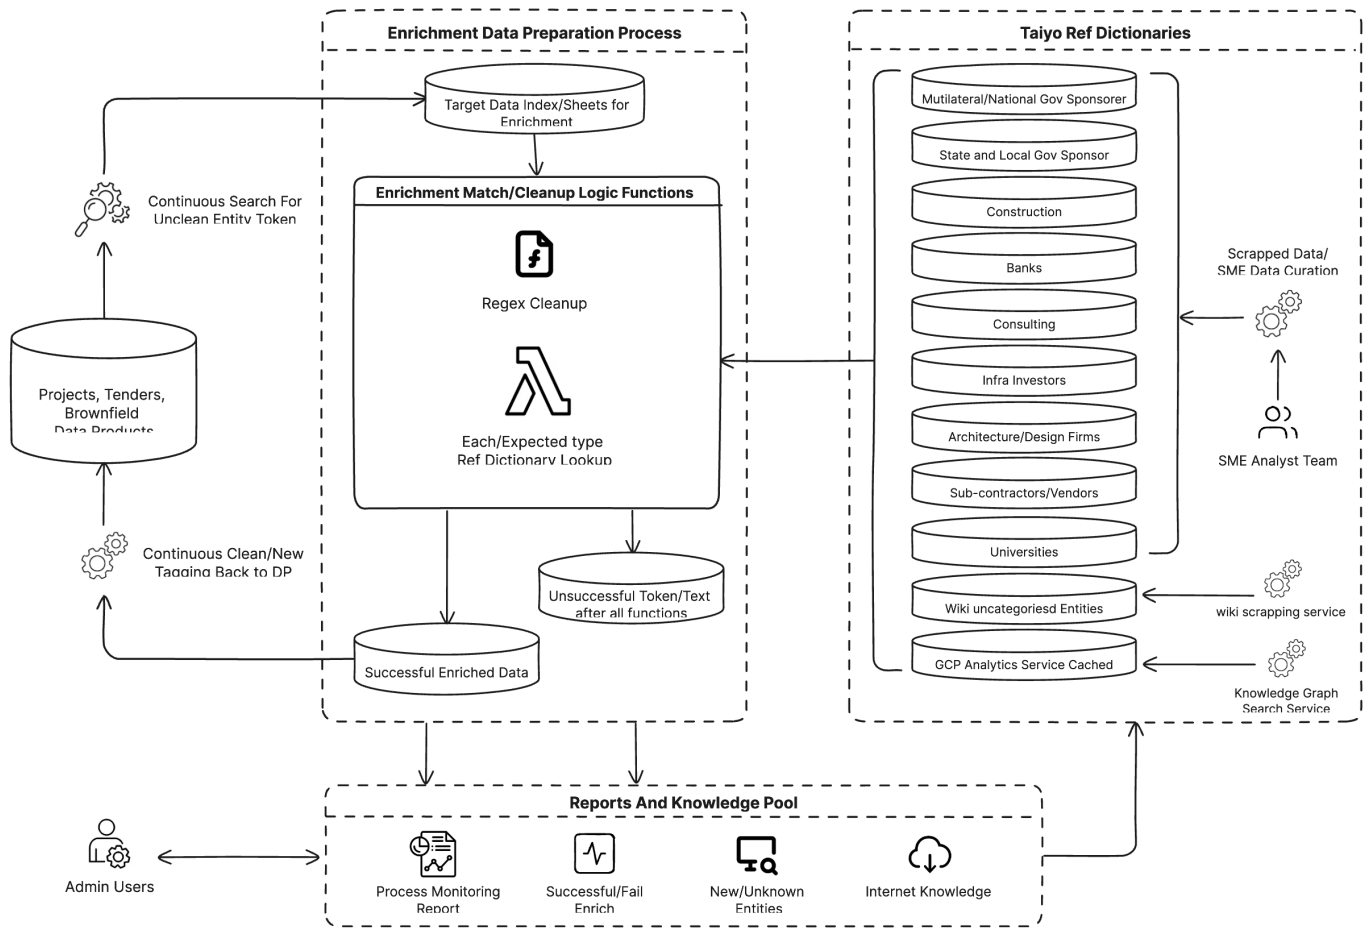 Enrichment Data Preparation Process
Target Data Index/Sheets for
Enrichment
Enrichment Match/Cleanup Logic Functions
Regex Cleanup
Each/Expected type
Ref Dictionary Lookup
Unsuccessful Token/Text
after all functions
Successful Enriched Data
Continuous Search For
Unclean Entity Token
Projects, Tenders,
Brownfield
Data Products
Continuous Clean/New
Tagging Back to DP
Taiyo Ref Dictionaries
Mutilateral/National Gov Sponsorer
State and Local Gov Sponsor
Construction
Banks
Consulting
Infra Investors
Architecture/Design Firms
Sub-contractors/Vendors
Universities
Wiki uncategoriesd Entities
GCP Analytics Service Cached
Scrapped Data/
SME Data Curation
SME Analyst Team
wiki scrapping service
Knowledge Graph
Search Service
Reports And Knowledge Pool
Process Monitoring
Report
Successful/Fail
Enrich
New/Unknown
Entities
Internet Knowledge
Admin Users